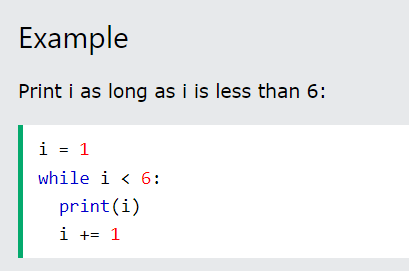 Example
Print i as long as i is less than 6:
i = 1
while i < 6:
  print(i)
  i += 1